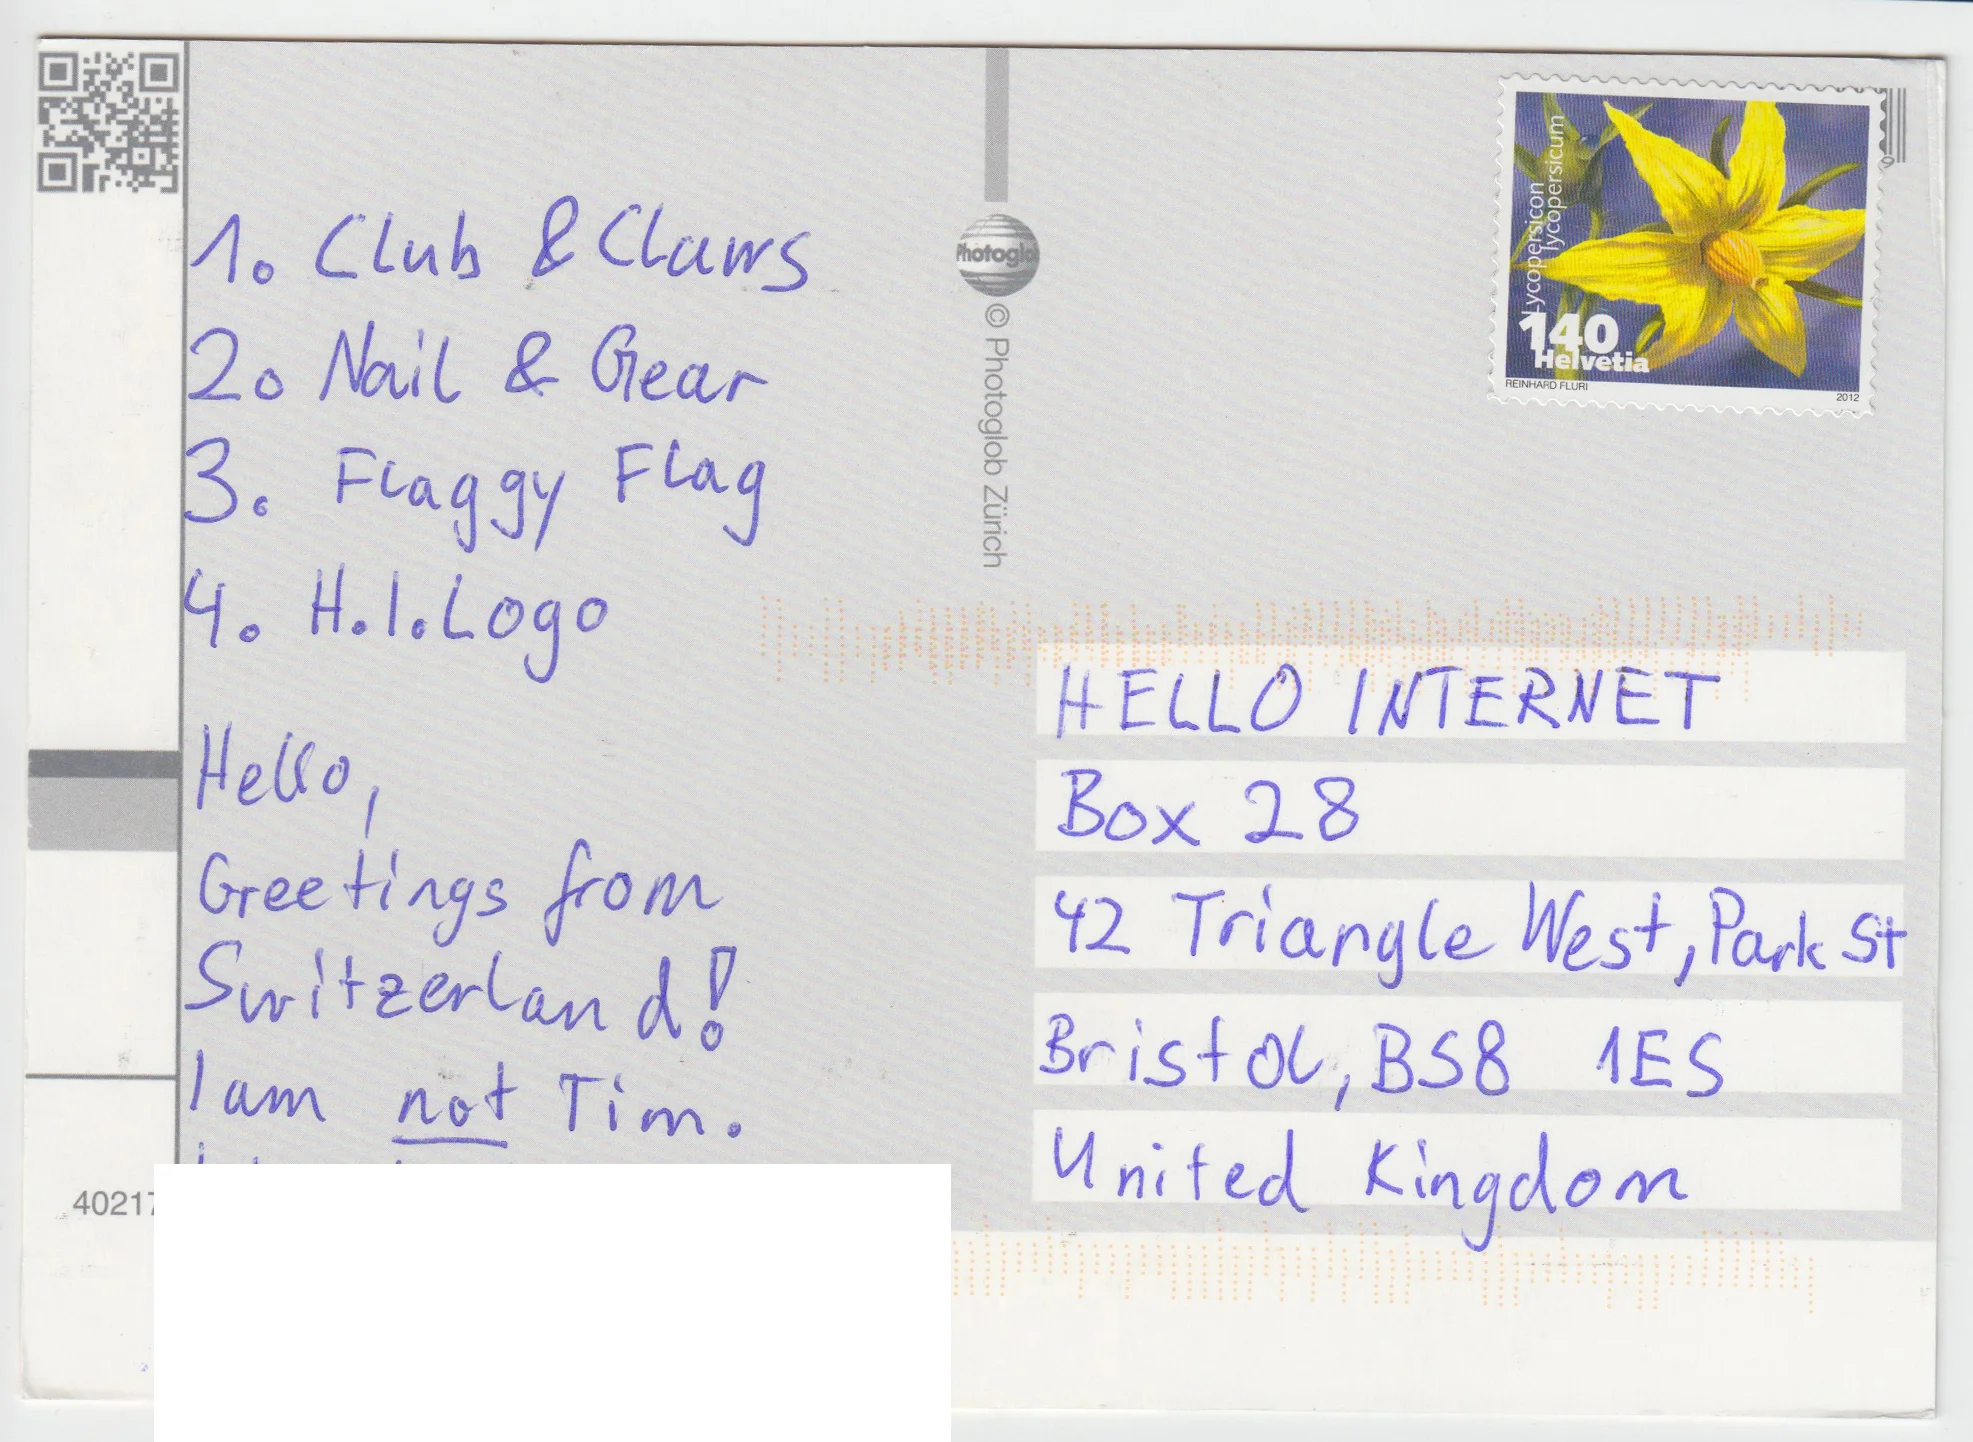 1. Club & Claws
2. Nail & Gear
3. Flaggy Flag
4. H.I. Logo
Hello,
Greetings from
Switzerland!
I am not Tim.
40217
Photoglob
© Photoglob Zürich
Lycopersicon
lycopersicum
140
Helvetia
REINHARD FLURI
2012
HELLO INTERNET
Box 28
42 Triangle West, Park St
Bristol, BS8 1ES
United Kingdom